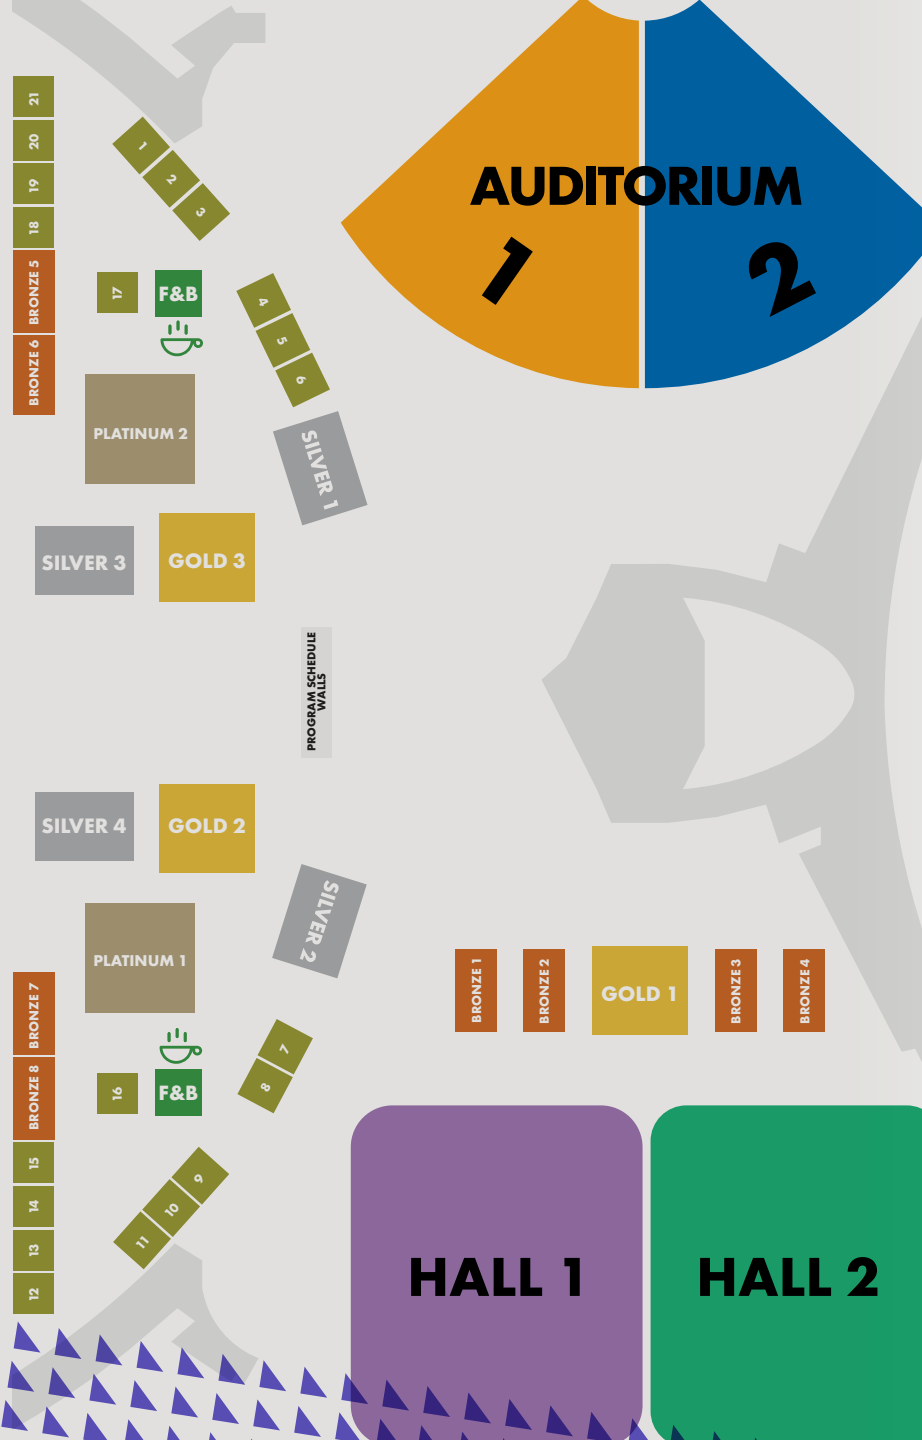 21
20
19
18
BRONZE 5
BRONZE 6
1
2
3
17
F&B
4
5
6
PLATINUM 2
SILVER 1
SILVER 3
GOLD 3
AUDITORIUM
1
2
PROGRAM SCHEDULE
WALLS
SILVER 4
GOLD 2
SILVER 2
PLATINUM 1
BRONZE 7
BRONZE 8
16
F&B
7
8
9
10
11
15
14
13
12
BRONZE 1
BRONZE 2
GOLD 1
BRONZE 3
BRONZE 4
HALL 1
HALL 2